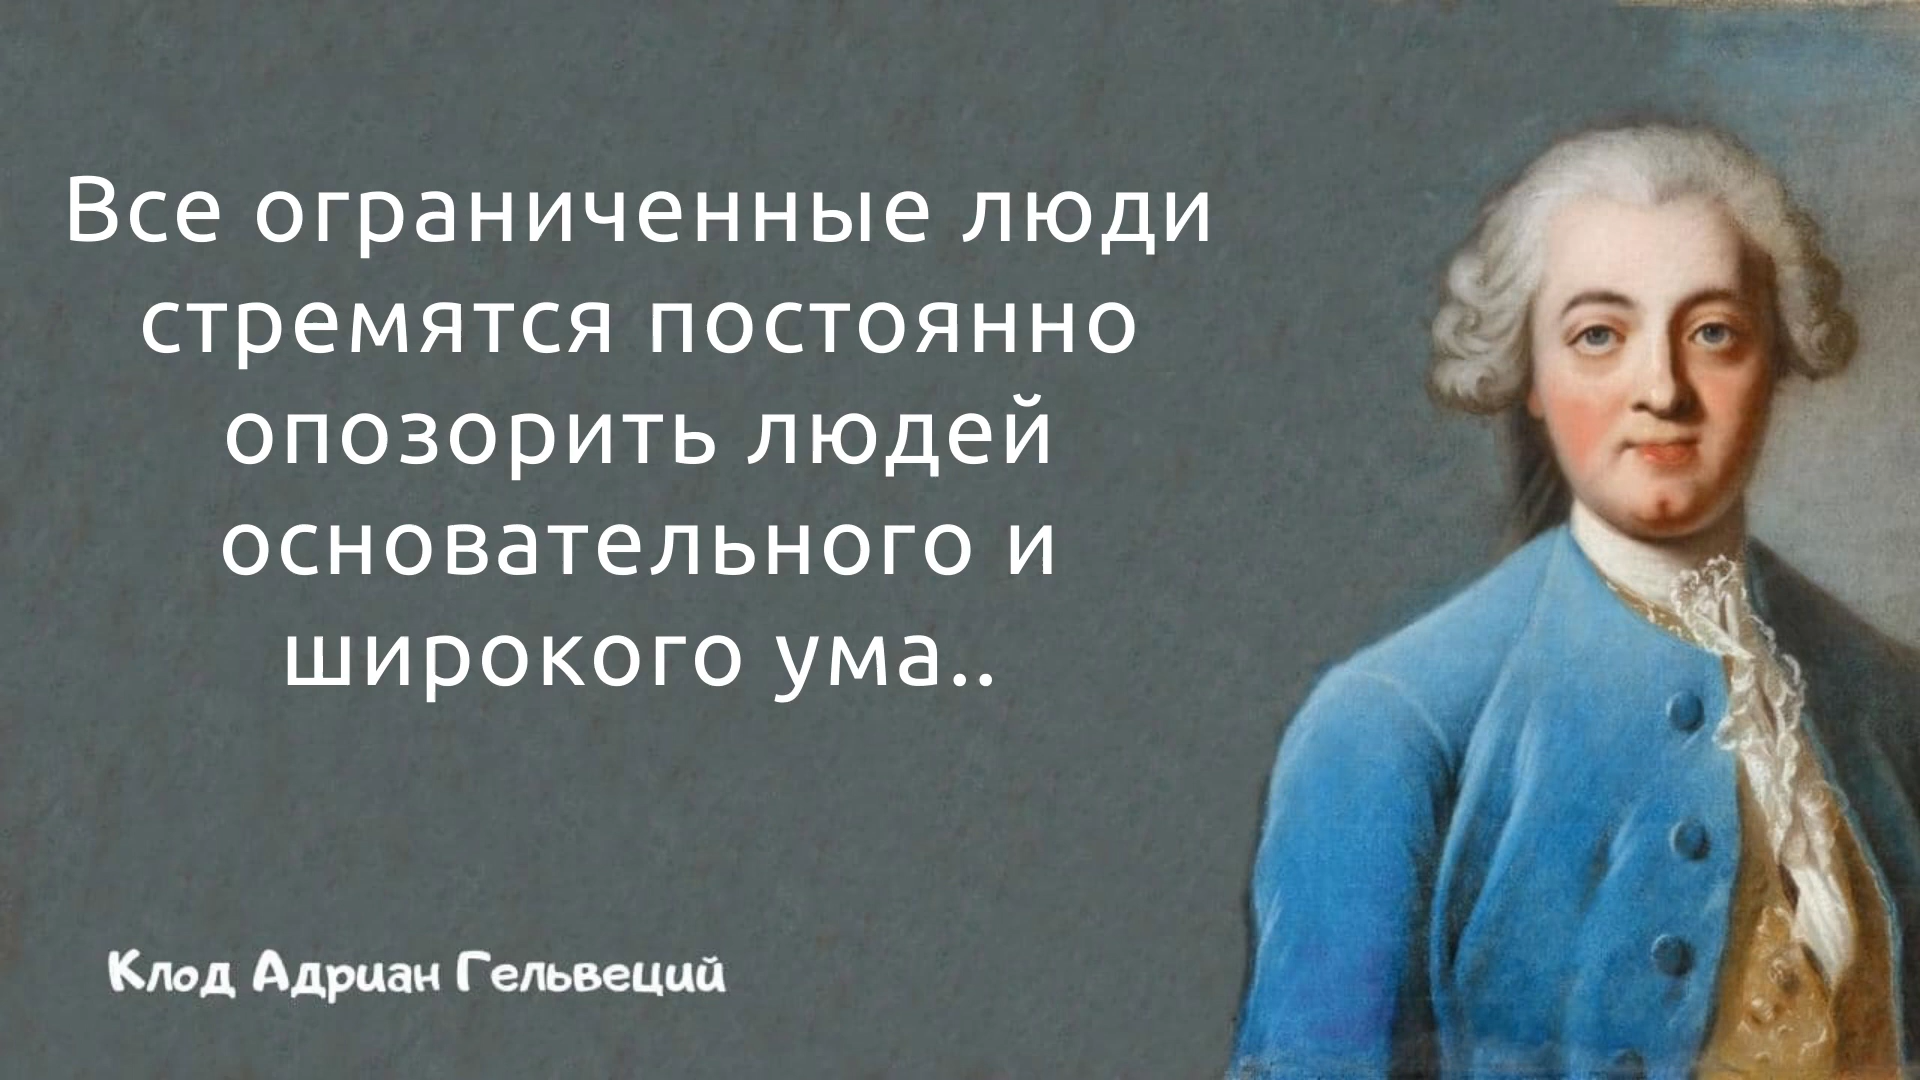 Все ограниченные люди
стремятся постоянно
опозорить людей
основательного и
широкого ума..
Клод Адриан Гельвеций